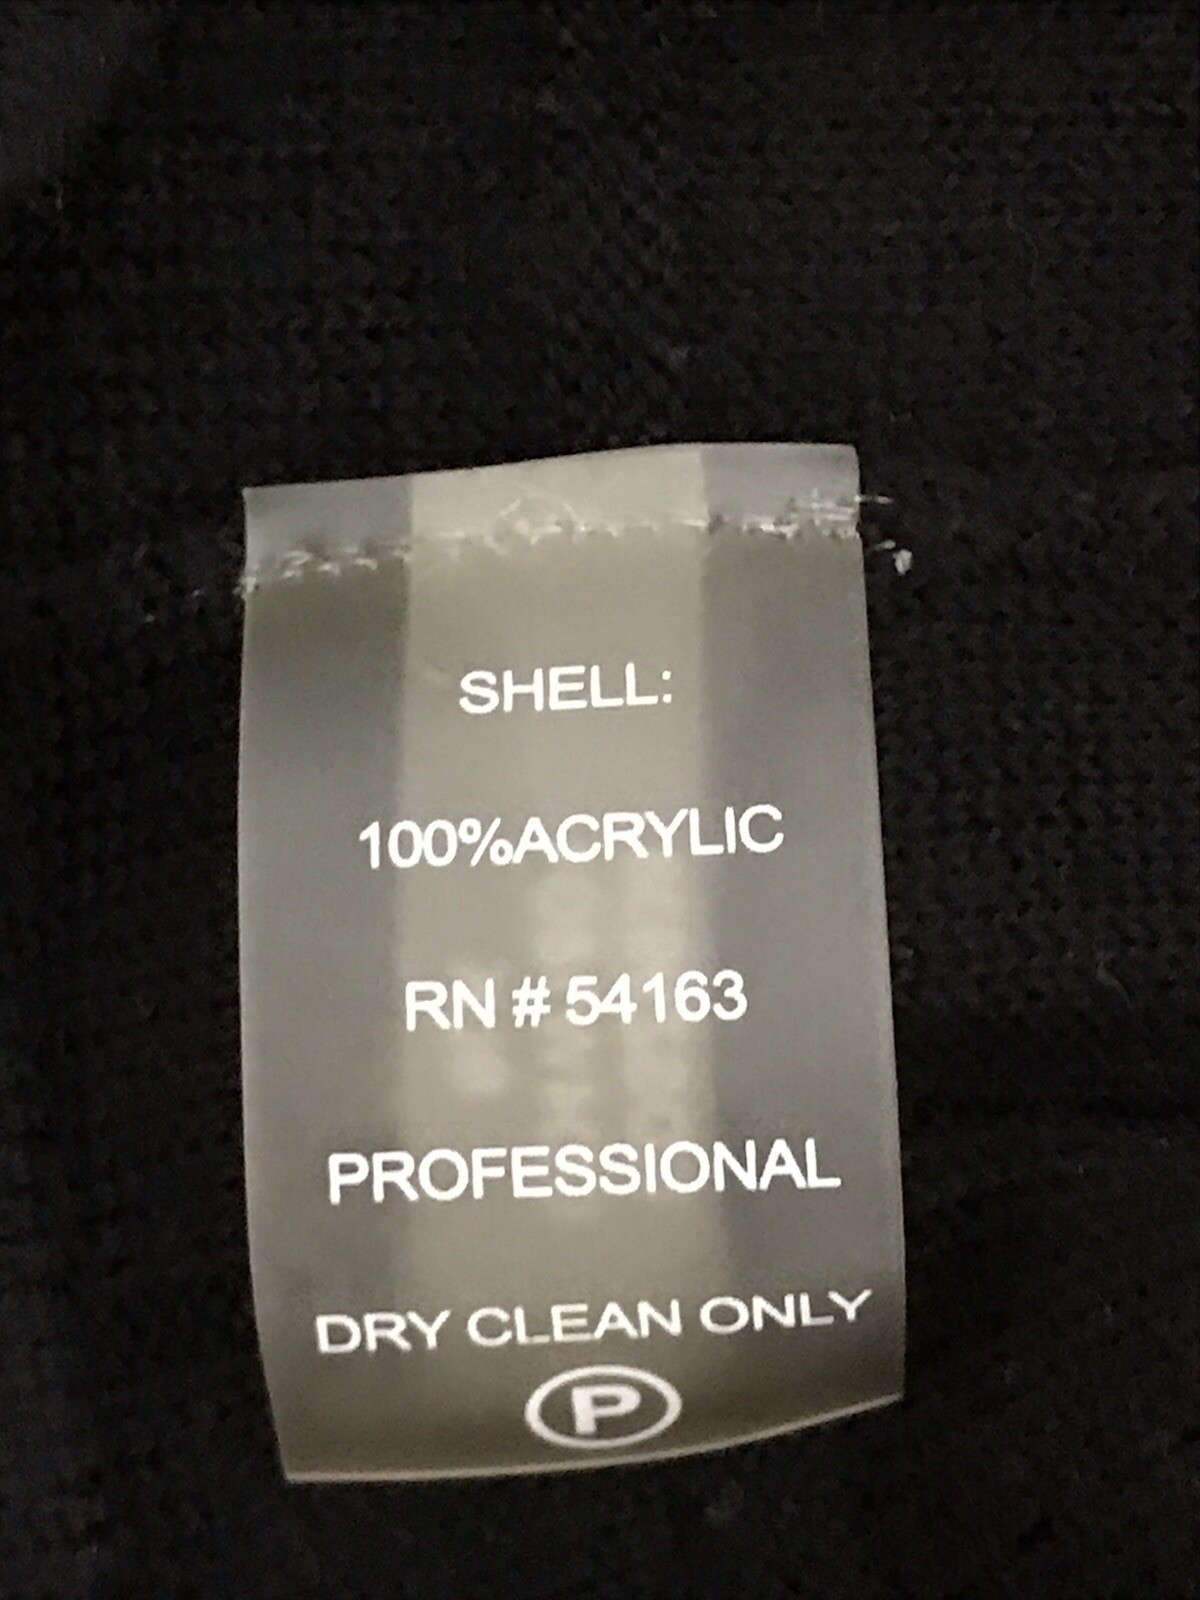 SHELL:
100%ACRYLIC
RN # 54163
PROFESSIONAL
DRY CLEAN ONLY
P